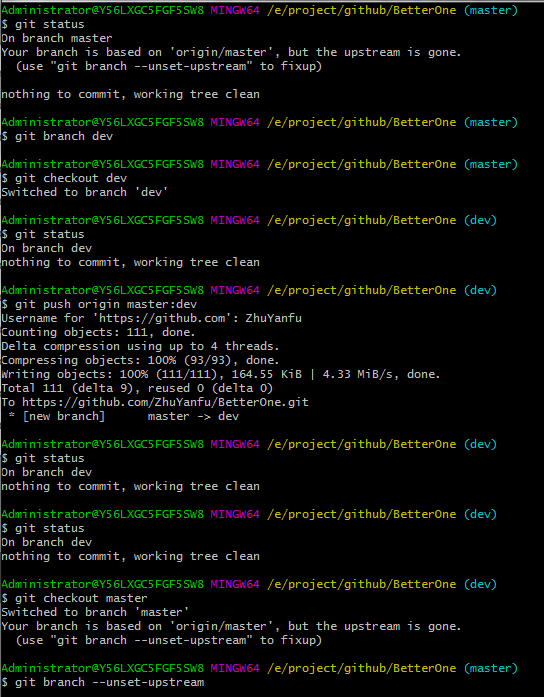 Administrator@Y56LXGC5FGF5SW8 MINGW64 /e/project/github/BetterOne (master)
$ git status
On branch master
Your branch is based on 'origin/master', but the upstream is gone.
  (use "git branch --unset-upstream" to fixup)

nothing to commit, working tree clean

Administrator@Y56LXGC5FGF5SW8 MINGW64 /e/project/github/BetterOne (master)
$ git branch dev

Administrator@Y56LXGC5FGF5SW8 MINGW64 /e/project/github/BetterOne (master)
$ git checkout dev
Switched to branch 'dev'

Administrator@Y56LXGC5FGF5SW8 MINGW64 /e/project/github/BetterOne (dev)
$ git status
On branch dev
nothing to commit, working tree clean

Administrator@Y56LXGC5FGF5SW8 MINGW64 /e/project/github/BetterOne (dev)
$ git push origin master:dev
Username for 'https://github.com': ZhuYanfu
Counting objects: 111, done.
Delta compression using up to 4 threads.
Compressing objects: 100% (93/93), done.
Writing objects: 100% (111/111), 164.55 KiB | 4.33 MiB/s, done.
Total 111 (delta 9), reused 0 (delta 0)
To https://github.com/ZhuYanfu/BetterOne.git
 * [new branch]      master -> dev

Administrator@Y56LXGC5FGF5SW8 MINGW64 /e/project/github/BetterOne (dev)
$ git status
On branch dev
nothing to commit, working tree clean

Administrator@Y56LXGC5FGF5SW8 MINGW64 /e/project/github/BetterOne (dev)
$ git status
On branch dev
nothing to commit, working tree clean

Administrator@Y56LXGC5FGF5SW8 MINGW64 /e/project/github/BetterOne (dev)
$ git checkout master
Switched to branch 'master'
Your branch is based on 'origin/master', but the upstream is gone.
  (use "git branch --unset-upstream" to fixup)

Administrator@Y56LXGC5FGF5SW8 MINGW64 /e/project/github/BetterOne (master)
$ git branch --unset-upstream